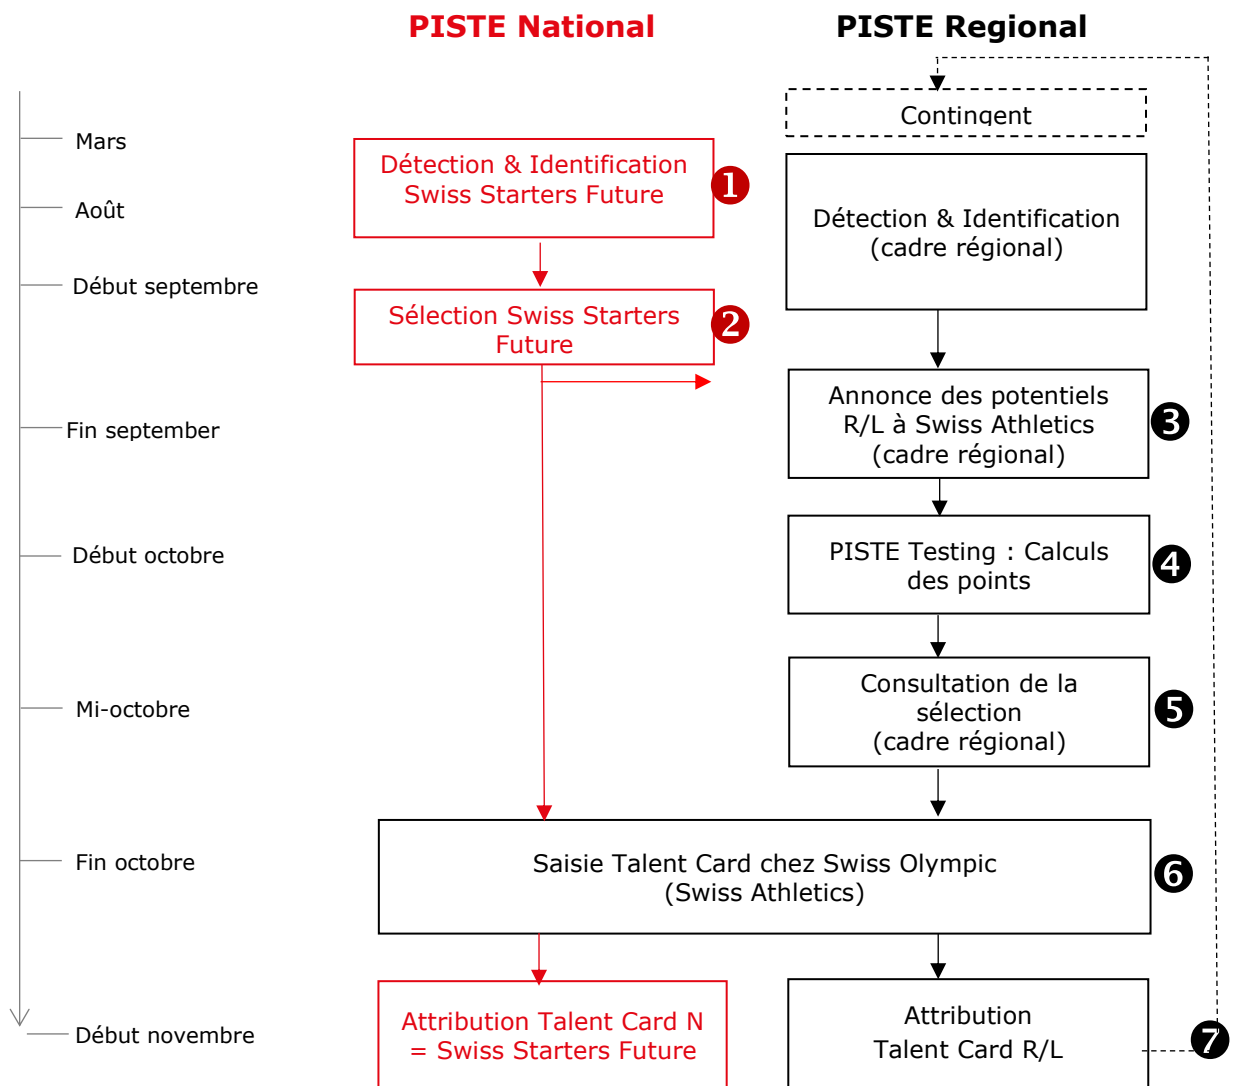 PISTE National
PISTE Regional
Contingent
Mars
Détection & Identification
Swiss Starters Future
1
Août
Détection & Identification
(cadre régional)
Début septembre
Sélection Swiss Starters
Future
2
Fin september
Annonce des potentiels
R/L à Swiss Athletics
(cadre régional)
3
Début octobre
PISTE Testing : Calculs
des points
4
Mi-octobre
Consultation de la
sélection
(cadre régional)
5
Fin octobre
Saisie Talent Card chez Swiss Olympic
(Swiss Athletics)
6
Début novembre
Attribution Talent Card N
= Swiss Starters Future
Attribution
Talent Card R/L
7